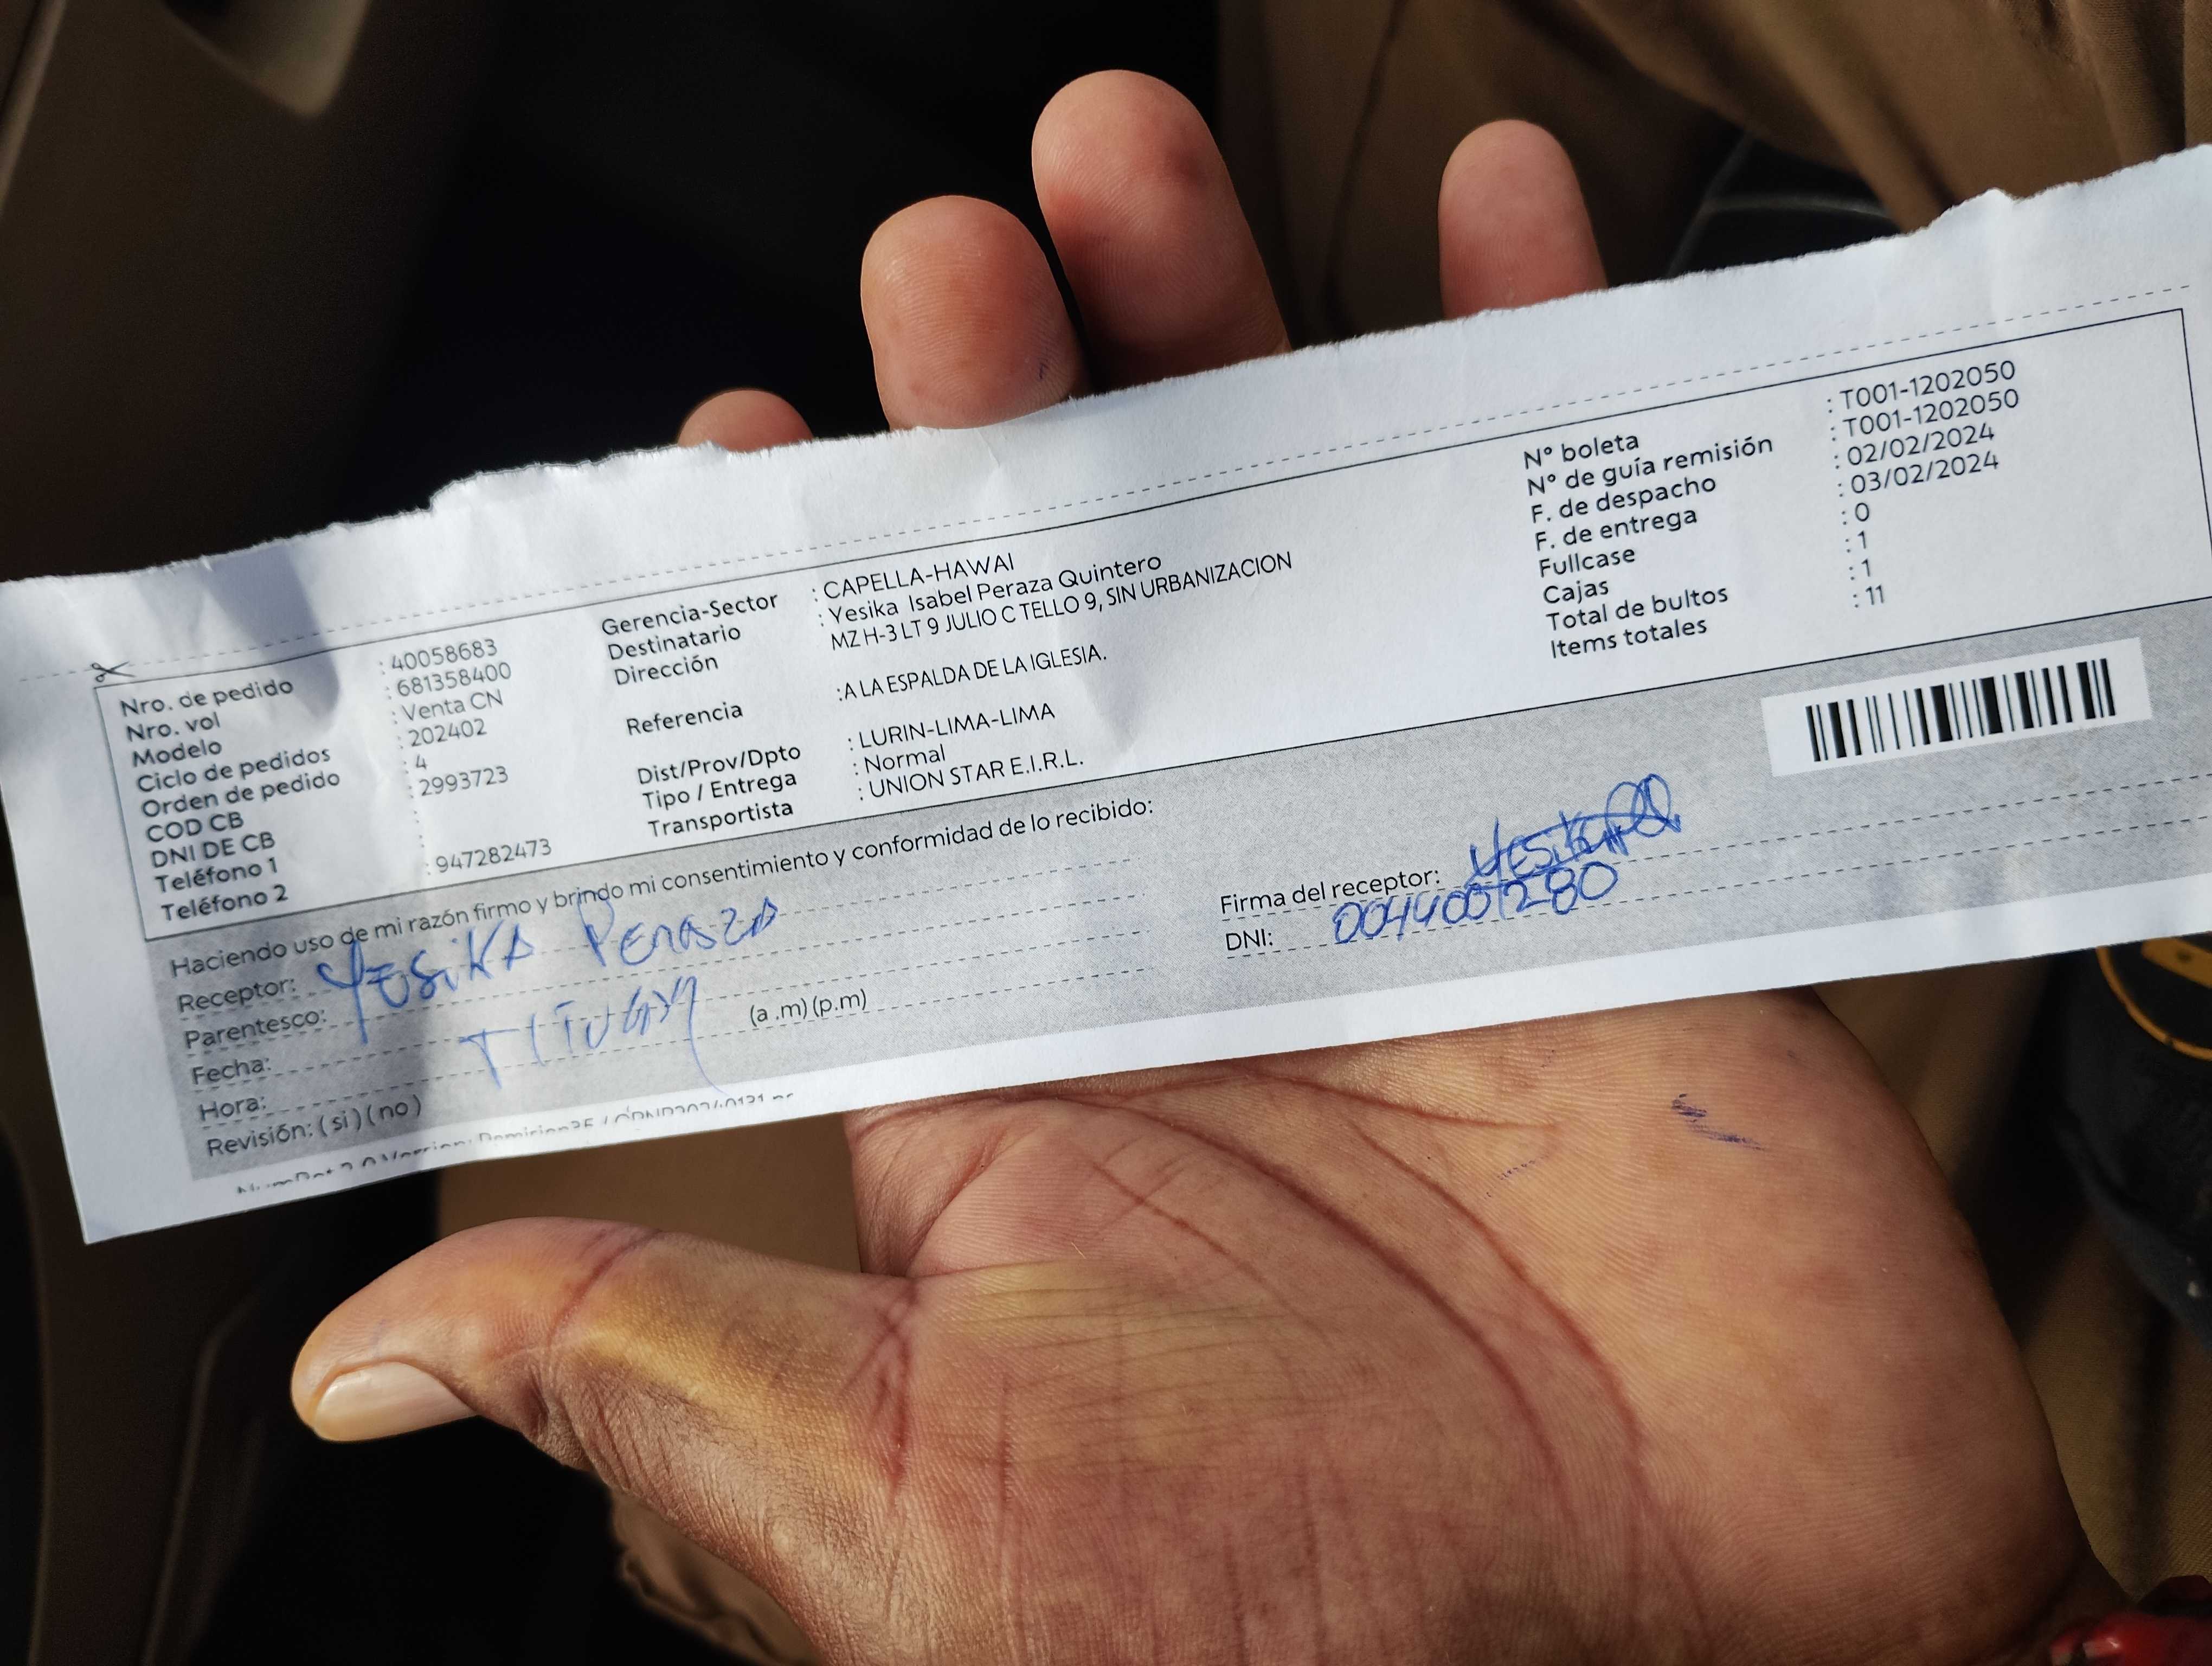 Nro. de pedido : 40058683
Nro. vol : 681358400
Modelo : Venta CN
Ciclo de pedidos : 202402
Orden de pedido : 4
COD CB : 2993723
DNI DE CB :
Teléfono 1 :
Teléfono 2 : 947282473
Gerencia-Sector : CAPELLA-HAWAI
Destinatario : Yesika Isabel Peraza Quintero
Dirección MZ H-3 LT 9 JULIO C TELLO 9, SIN URBANIZACION
Referencia :A LA ESPALDA DE LA IGLESIA.
Dist/Prov/Dpto : LURIN-LIMA-LIMA
Tipo / Entrega : Normal
Transportista : UNION STAR E.I.R.L.
N° boleta : T001-1202050
N° de guía remisión : T001-1202050
F. de despacho : 02/02/2024
F. de entrega : 03/02/2024
Fullcase : 0
Cajas : 1
Total de bultos : 1
Items totales : 11
Haciendo uso de mi razón firmo y brindo mi consentimiento y conformidad de lo recibido:
Receptor: YESIKA PERAZA
Parentesco:
Fecha:
Hora: (a .m) (p.m)
Revisión: ( si ) ( no )
Firma del receptor:
DNI: 0044001280